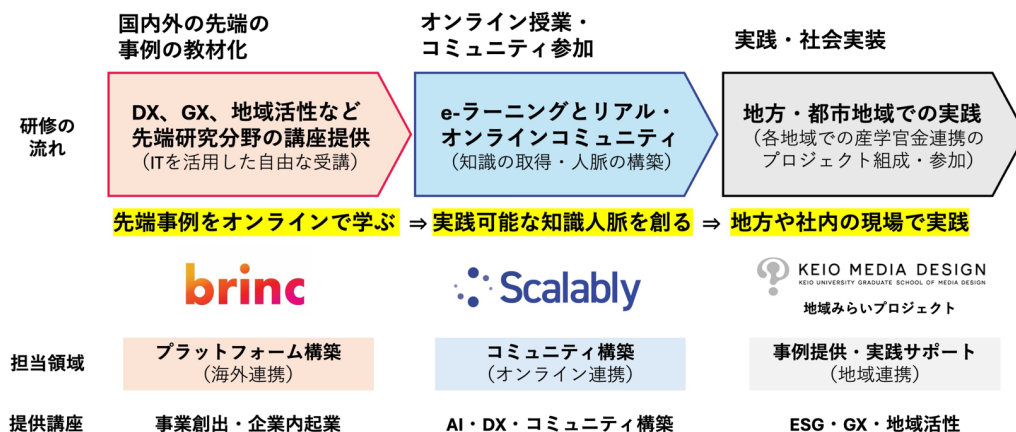 国内外の先端の
事例の教材化
オンライン授業・
コミュニティ参加
実践・社会実装
研修の
流れ
DX、GX、地域活性など
先端研究分野の講座提供
(ITを活用した自由な受講)
e-ラーニングとリアル・
オンラインコミュニティ
(知識の取得・人脈の構築)
地方・都市地域での実践
(各地域での産学官金連携の
プロジェクト組成・参加)
先端事例をオンラインで学ぶ ⇒ 実践可能な知識人脈を創る ⇒ 地方や社内の現場で実践
brinc
Scalably
KEIO MEDIA DESIGN
KEIO UNIVERSITY GRADUATE SCHOOL OF MEDIA DESIGN
地域みらいプロジェクト
担当領域
プラットフォーム構築
(海外連携)
コミュニティ構築
(オンライン連携)
事例提供・実践サポート
(地域連携)
提供講座
事業創出・企業内起業
AI・DX・コミュニティ構築
ESG・GX・地域活性